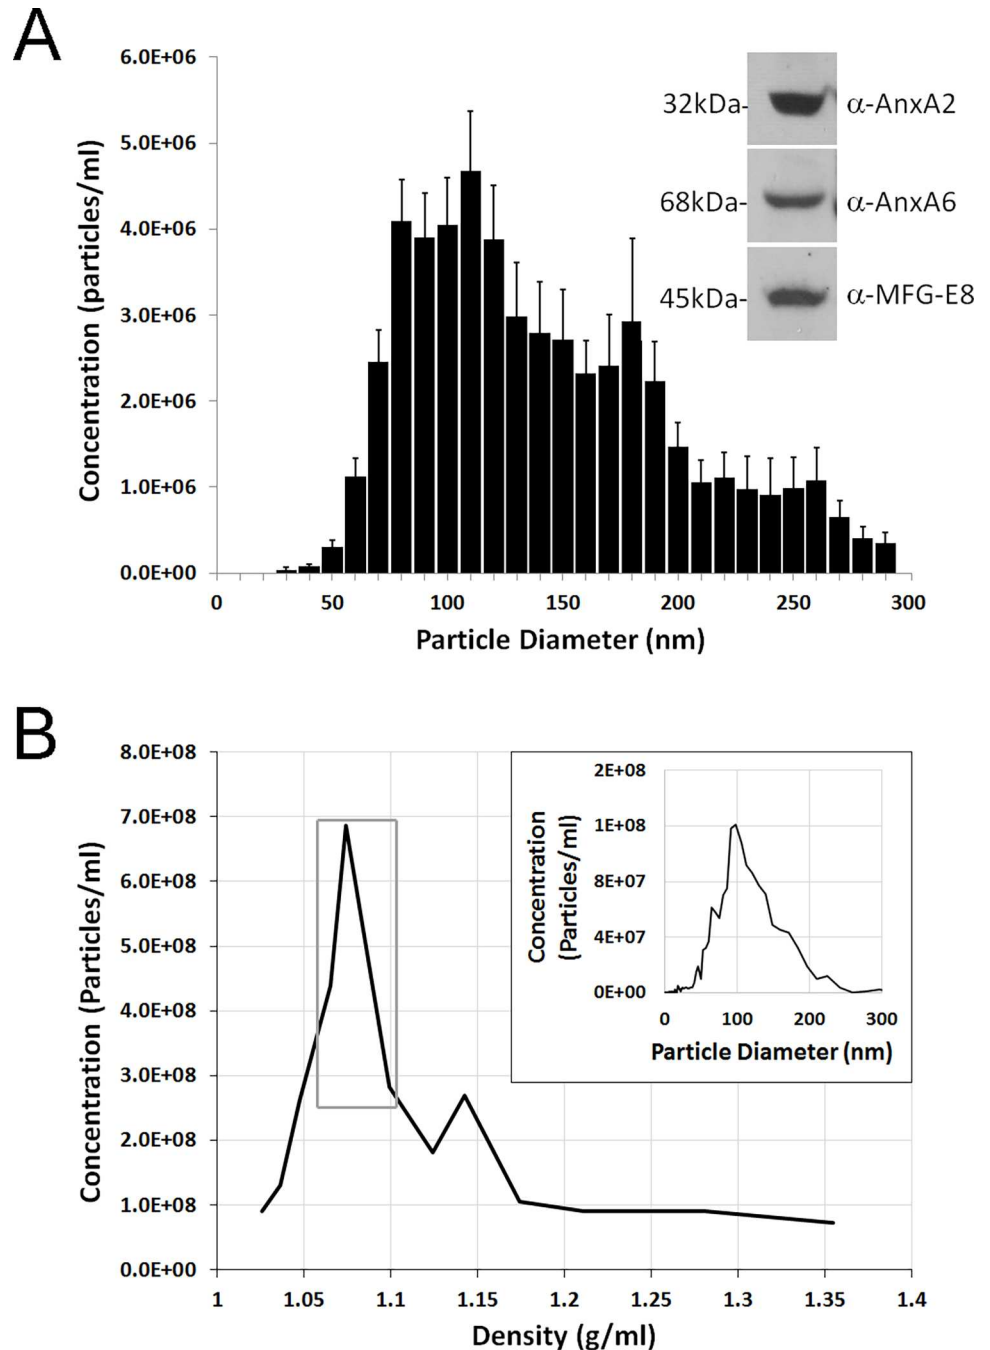 A
6.0E+06
5.0E+06
4.0E+06
3.0E+06
2.0E+06
1.0E+06
0.0E+00
Concentration (particles/ml)
0 50 100 150 200 250 300
Particle Diameter (nm)
32kDa- α-AnxA2
68kDa- α-AnxA6
45kDa- α-MFG-E8
B
8.0E+08
7.0E+08
6.0E+08
5.0E+08
4.0E+08
3.0E+08
2.0E+08
1.0E+08
0.0E+00
Concentration (Particles/ml)
1 1.05 1.1 1.15 1.2 1.25 1.3 1.35 1.4
Density (g/ml)
2E+08
1E+08
8E+07
4E+07
0E+00
Concentration
(Particles/ml)
0 100 200 300
Particle Diameter (nm)